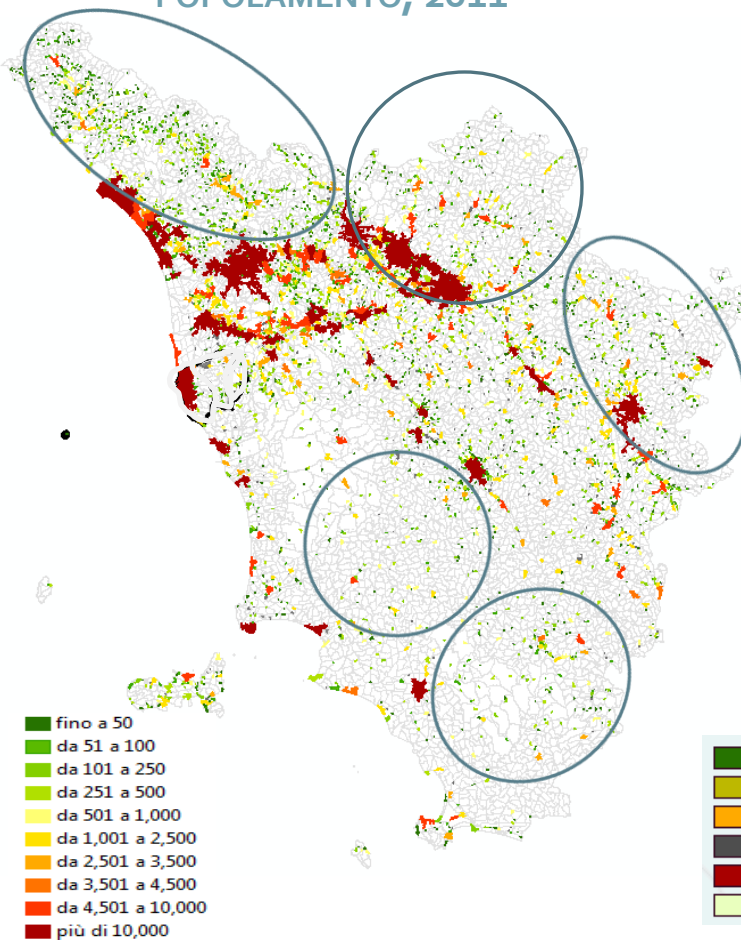 POPOLAMENTO, 2011
fino a 50
da 51 a 100
da 101 a 250
da 251 a 500
da 501 a 1,000
da 1,001 a 2,500
da 2,501 a 3,500
da 3,501 a 4,500
da 4,501 a 10,000
più di 10,000